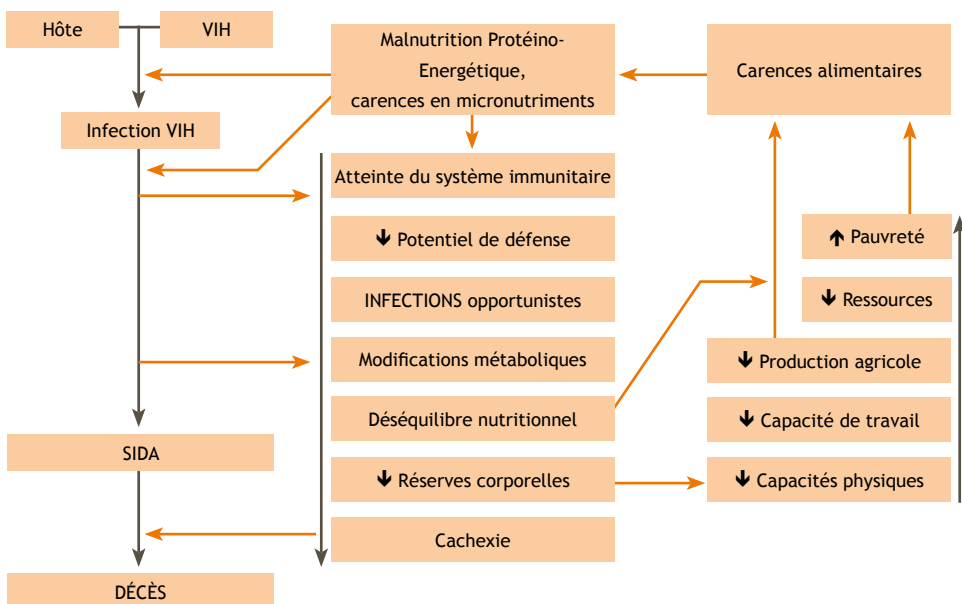 Hôte
VIH
Malnutrition Protéino-
Energétique,
carences en micronutriments
Carences alimentaires
Infection VIH
Atteinte du système immunitaire
🡻 Potentiel de défense
🡹 Pauvreté
INFECTIONS opportunistes
🡻 Ressources
Modifications métaboliques
🡻 Production agricole
Déséquilibre nutritionnel
🡻 Capacité de travail
SIDA
🡻 Réserves corporelles
🡻 Capacités physiques
Cachexie
DÉCÈS